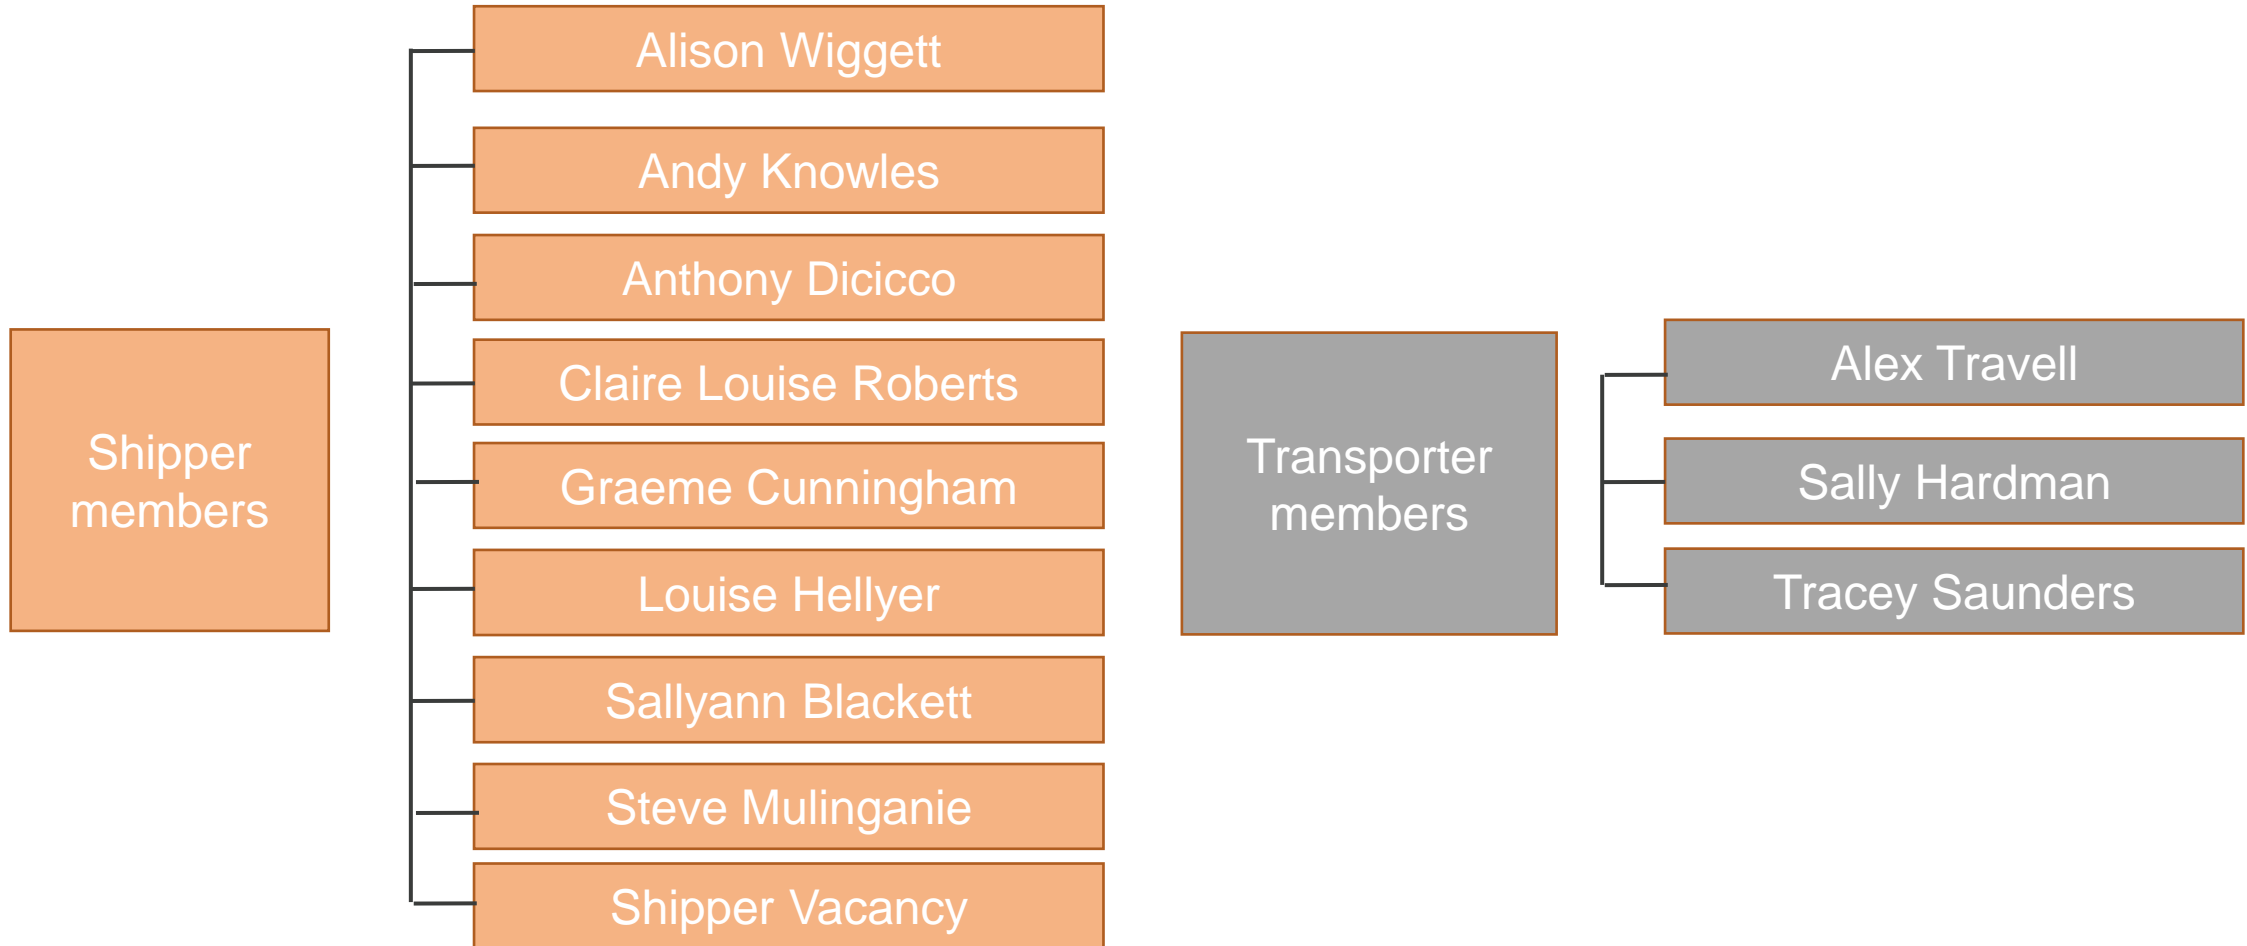 Shipper
members
Alison Wiggett
Andy Knowles
Anthony Dicicco
Claire Louise Roberts
Graeme Cunningham
Louise Hellyer
Sallyann Blackett
Steve Mulinganie
Shipper Vacancy
Transporter
members
Alex Travell
Sally Hardman
Tracey Saunders